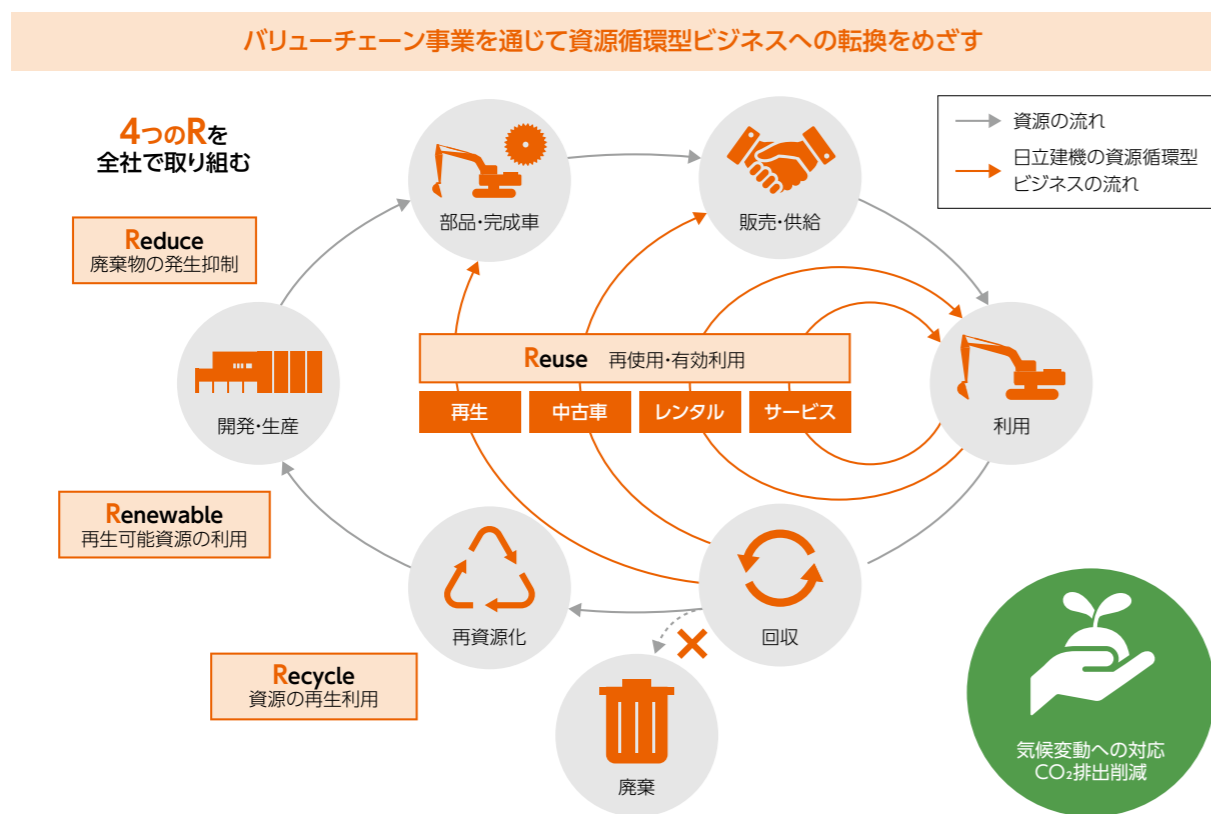 バリューチェーン事業を通じて資源循環型ビジネスへの転換をめざす
4つのRを
全社で取り組む
資源の流れ
日立建機の資源循環型
ビジネスの流れ
部品・完成車
販売・供給
Reduce
廃棄物の発生抑制
開発・生産
Reuse 再使用・有効利用
再生 中古車 レンタル サービス
利用
Renewable
再生可能資源の利用
再資源化
回収
Recycle
資源の再生利用
廃棄
気候変動への対応
CO₂排出削減